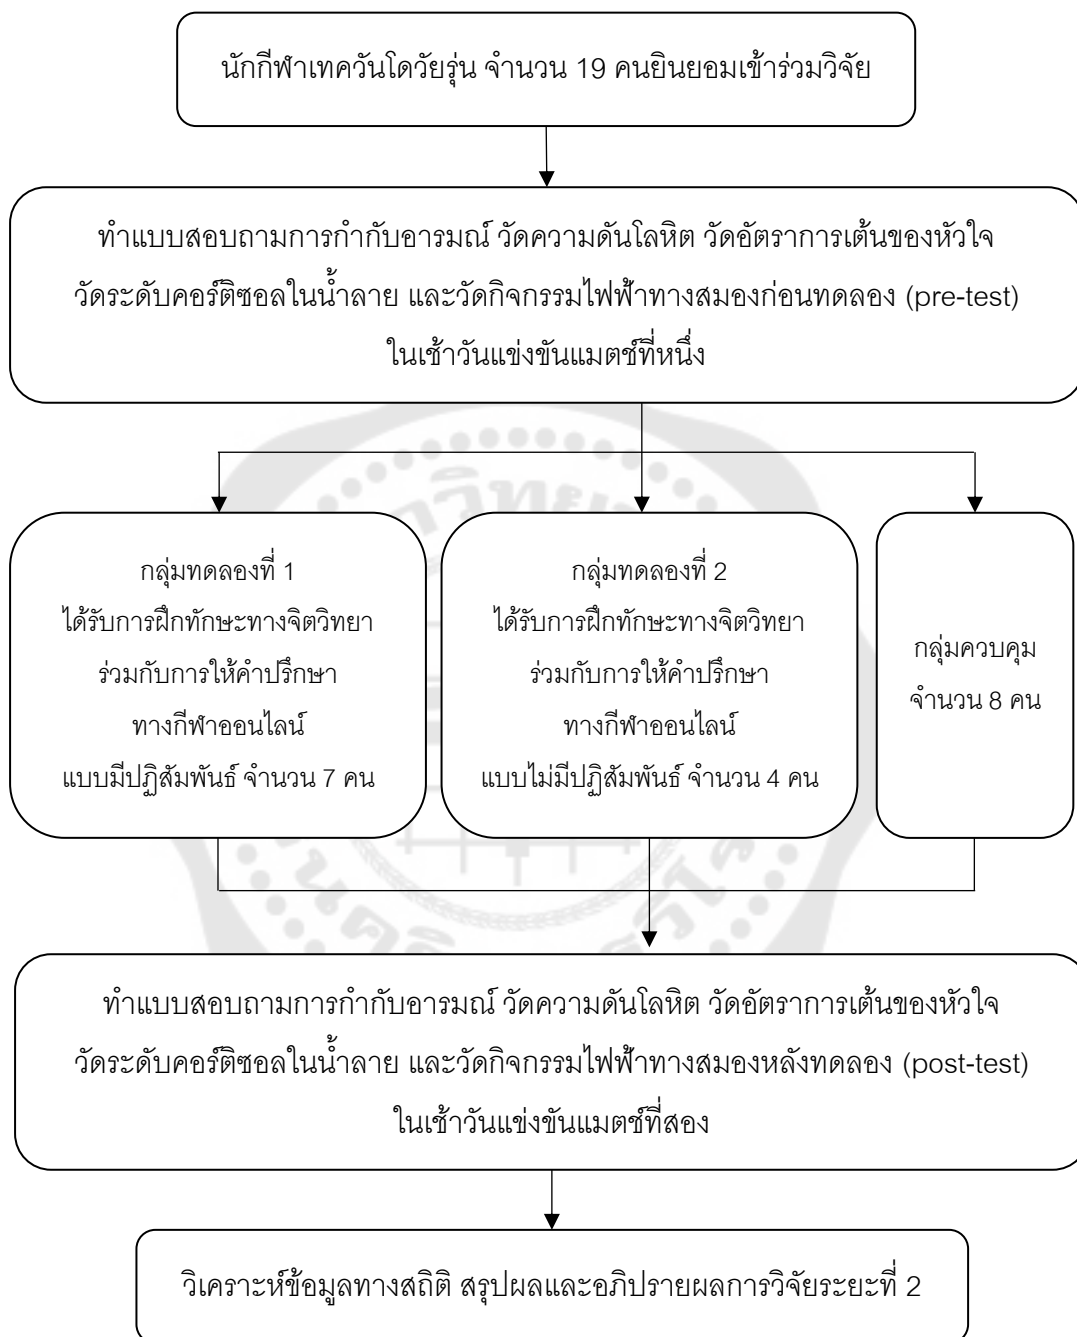 นักกีฬาเทควันโดวัยรุ่น จำนวน 19 คนยินยอมเข้าร่วมวิจัย
ทำแบบสอบถามการกำกับอารมณ์ วัดความดันโลหิต วัดอัตราการเต้นของหัวใจ
วัดระดับคอร์ติซอลในน้ำลาย และวัดกิจกรรมไฟฟ้าทางสมองก่อนทดลอง (pre-test)
ในเช้าวันแข่งขันแมตช์ที่หนึ่ง
กลุ่มทดลองที่ 1
ได้รับการฝึกทักษะทางจิตวิทยา
ร่วมกับการให้คำปรึกษา
ทางกีฬาออนไลน์
แบบมีปฏิสัมพันธ์ จำนวน 7 คน
กลุ่มทดลองที่ 2
ได้รับการฝึกทักษะทางจิตวิทยา
ร่วมกับการให้คำปรึกษา
ทางกีฬาออนไลน์
แบบไม่มีปฏิสัมพันธ์ จำนวน 4 คน
กลุ่มควบคุม
จำนวน 8 คน
ทำแบบสอบถามการกำกับอารมณ์ วัดความดันโลหิต วัดอัตราการเต้นของหัวใจ
วัดระดับคอร์ติซอลในน้ำลาย และวัดกิจกรรมไฟฟ้าทางสมองหลังทดลอง (post-test)
ในเช้าวันแข่งขันแมตช์ที่สอง
วิเคราะห์ข้อมูลทางสถิติ สรุปผลและอภิปรายผลการวิจัยระยะที่ 2